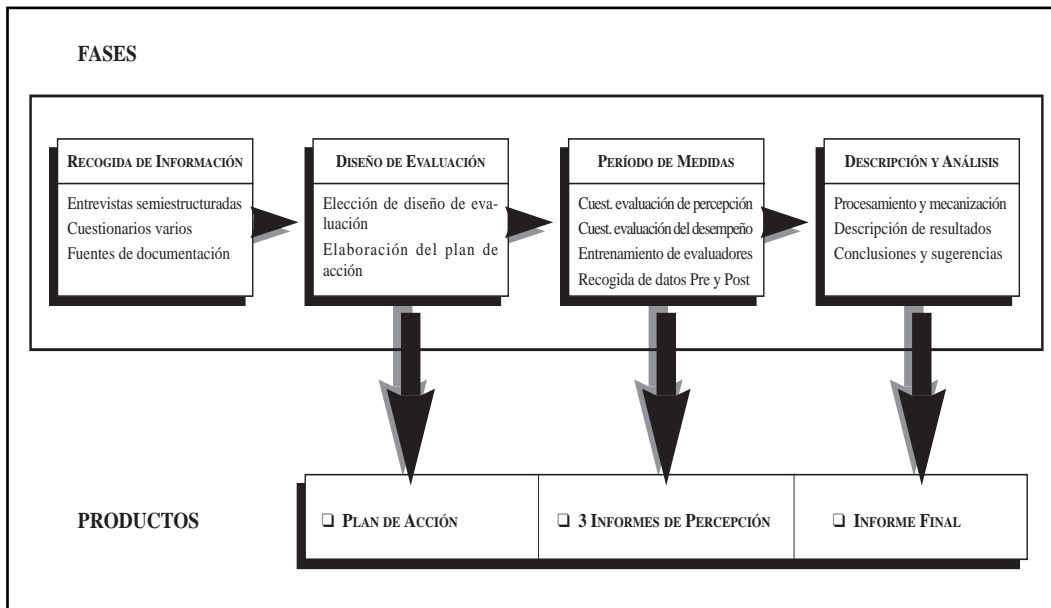 FASES
RECOGIDA DE INFORMACIÓN
Entrevistas semiestructuradas
Cuestionarios varios
Fuentes de documentación
DISEÑO DE EVALUACIÓN
Elección de diseño de eva-
luación
Elaboración del plan de
acción
PERÍODO DE MEDIDAS
Cuest. evaluación de percepción
Cuest. evaluación del desempeño
Entrenamiento de evaluadores
Recogida de datos Pre y Post
DESCRIPCIÓN Y ANÁLISIS
Procesamiento y mecanización
Descripción de resultados
Conclusiones y sugerencias
PRODUCTOS
❑ PLAN DE ACCIÓN
❑ 3 INFORMES DE PERCEPCIÓN
❑ INFORME FINAL